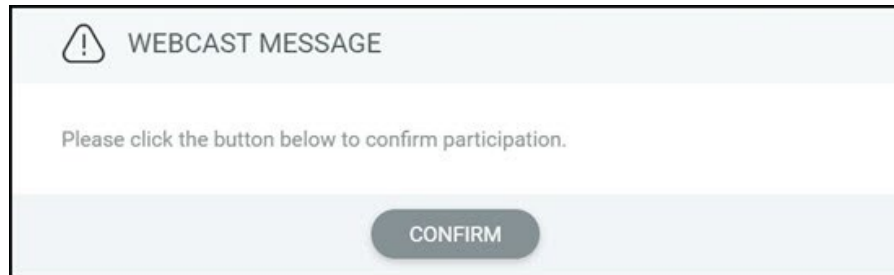 WEBCAST MESSAGE
Please click the button below to confirm participation.
CONFIRM